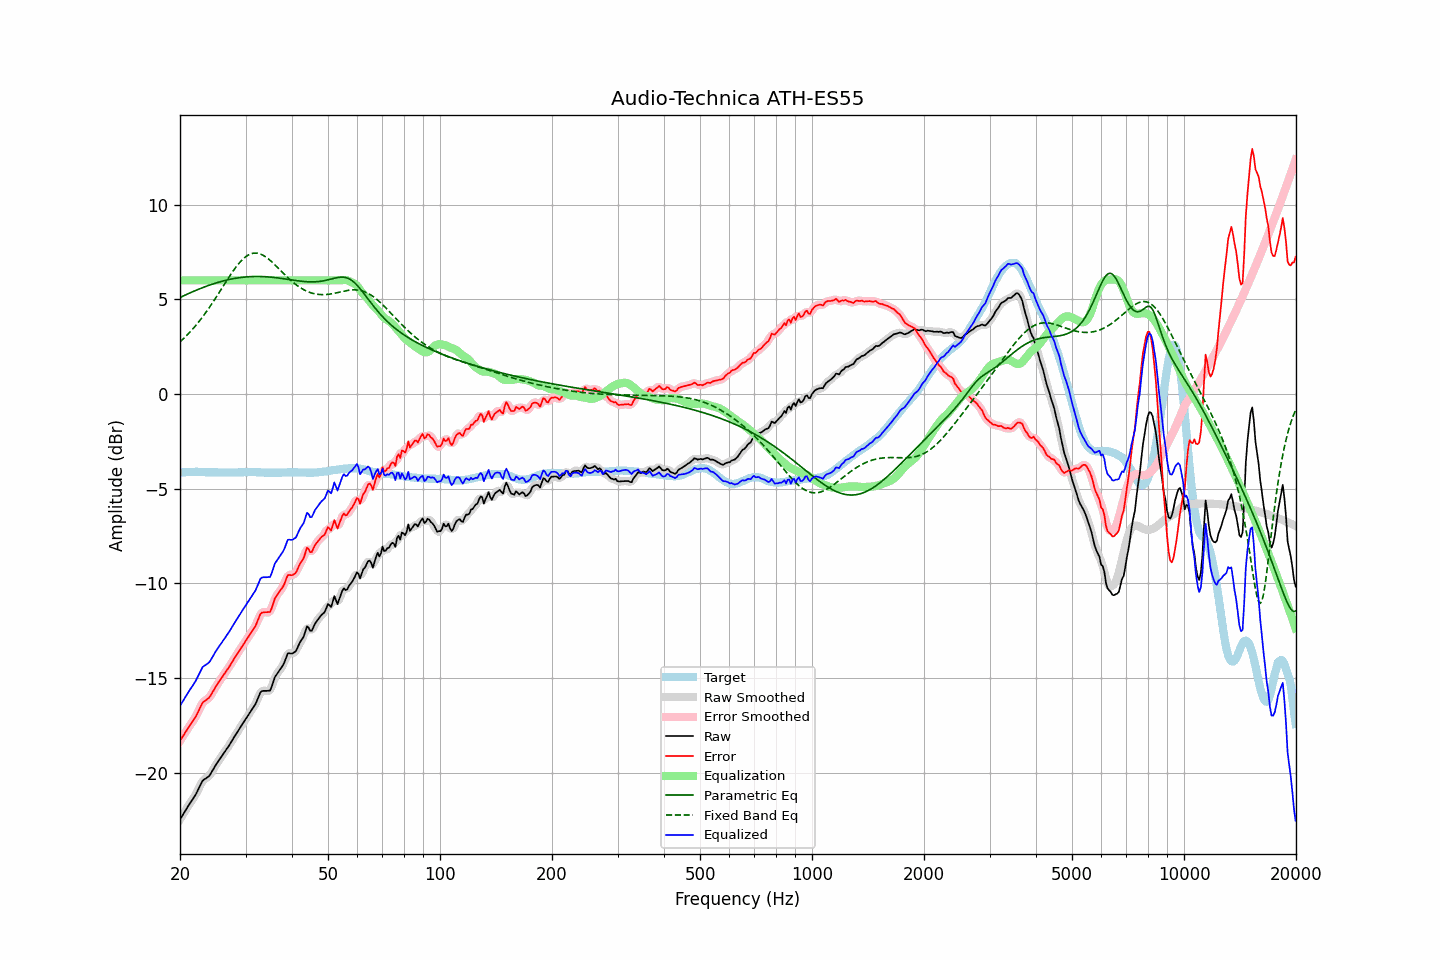 Audio-Technica ATH-ES55
Amplitude (dBr)
10
5
0
−5
−10
−15
−20
Target
Raw Smoothed
Error Smoothed
Raw
Error
Equalization
Parametric Eq
Fixed Band Eq
Equalized
20 50 100 200 500 1000 2000 5000 10000 20000
Frequency (Hz)